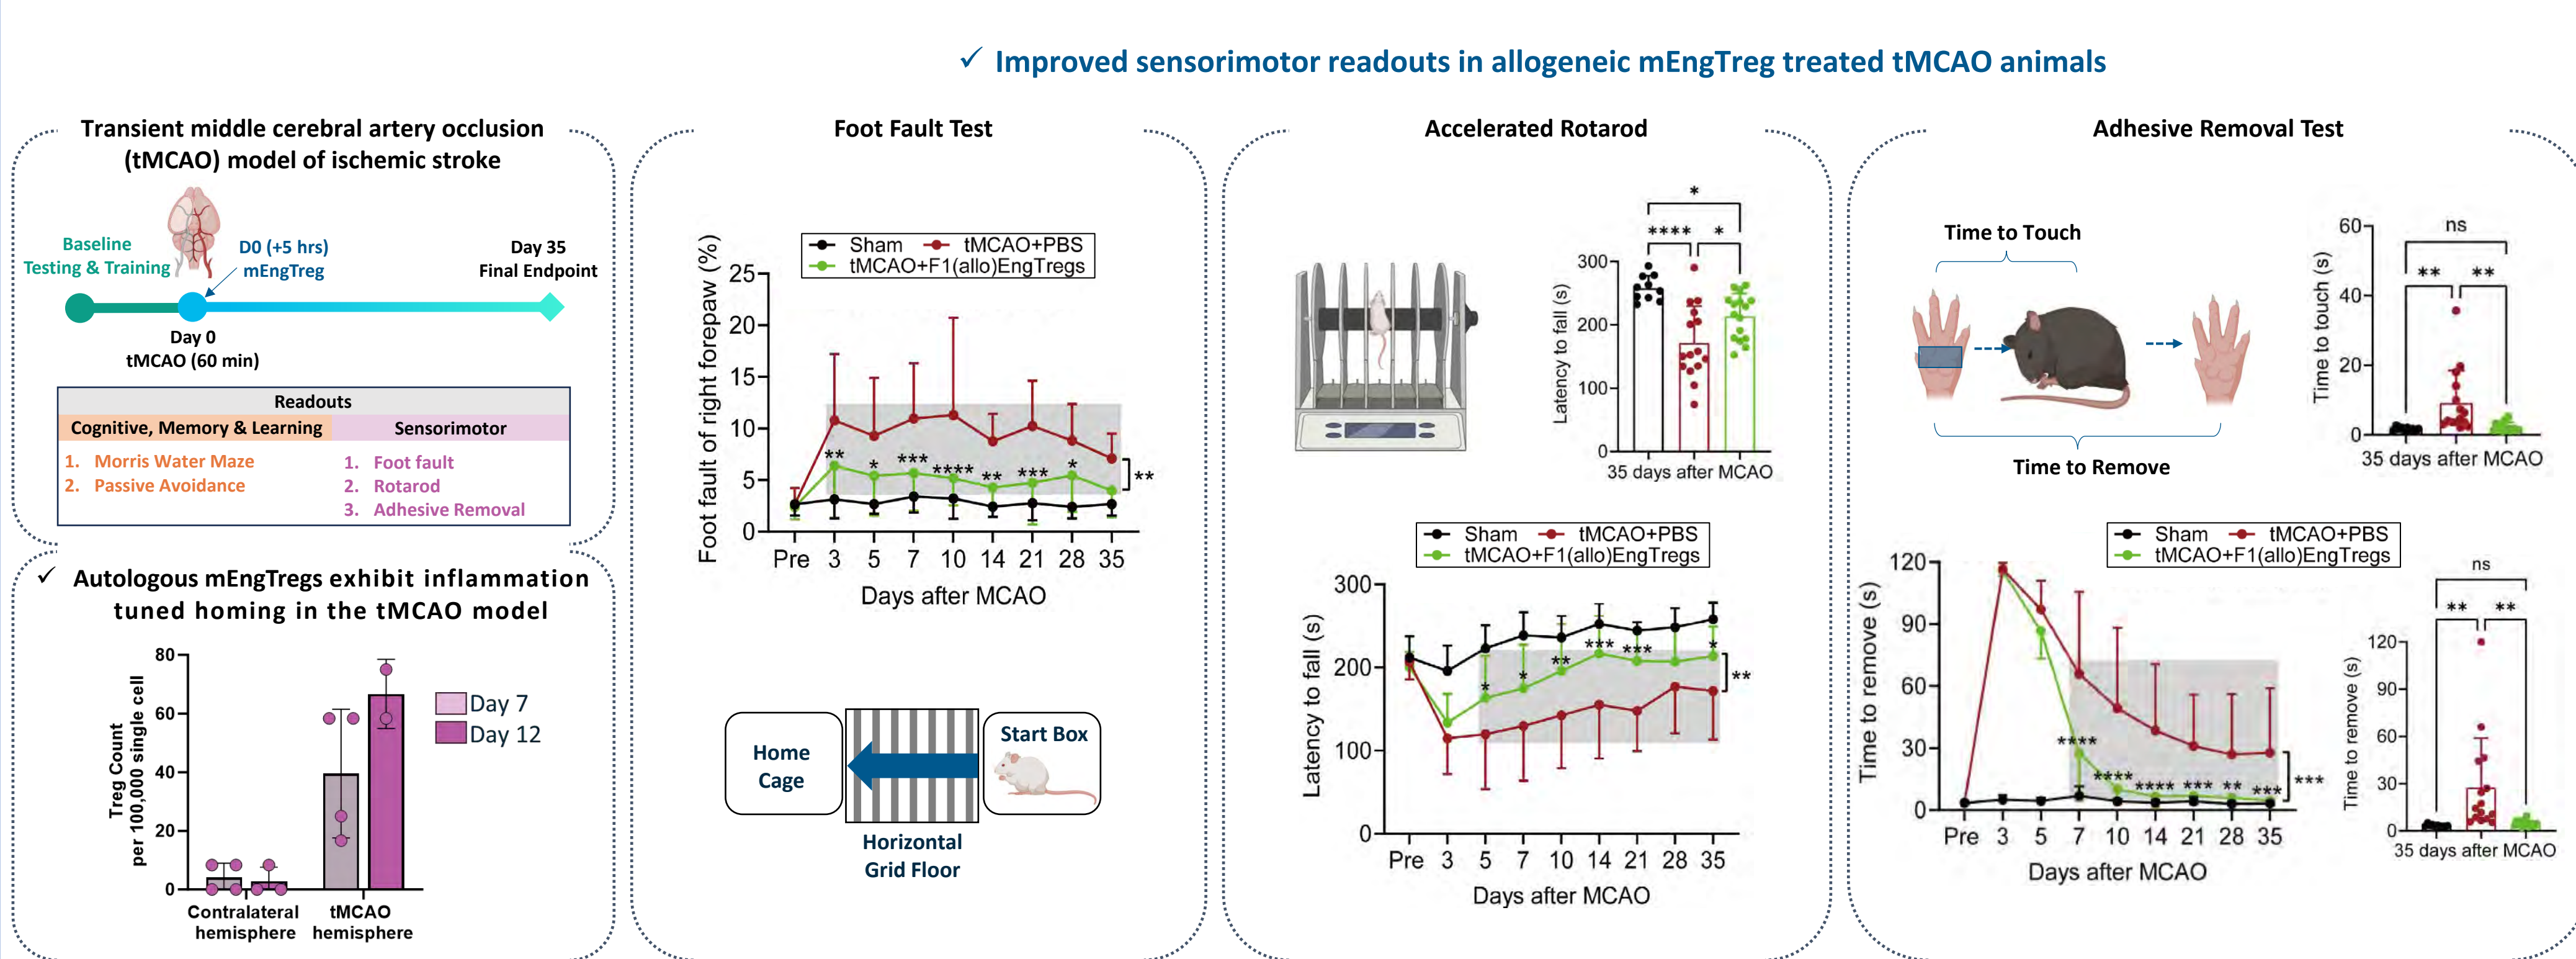 ✓ Improved sensorimotor readouts in allogeneic mEngTreg treated tMCAO animals
Transient middle cerebral artery occlusion
(tMCAO) model of ischemic stroke
Baseline
Testing & Training
D0 (+5 hrs)
mEngTreg
Day 35
Final Endpoint
Day 0
tMCAO (60 min)
Readouts
Cognitive, Memory & Learning
Sensorimotor
1. Morris Water Maze
2. Passive Avoidance
1. Foot fault
2. Rotarod
3. Adhesive Removal
✓ Autologous mEngTregs exhibit inflammation
tuned homing in the tMCAO model
Treg Count
per 100,000 single cell
80
60
40
20
0
Contralateral
hemisphere
tMCAO
hemisphere
Day 7
Day 12
Foot Fault Test
Sham tMCAO+PBS
tMCAO+F1(allo)EngTregs
Foot fault of right forepaw (%)
25
20
15
10
5
0
** * *** **** ** *** *
**
Pre 3 5 7 10 14 21 28 35
Days after MCAO
Home
Cage
Start Box
Horizontal
Grid Floor
Accelerated Rotarod
*
**** *
Latency to fall (s)
300
200
100
0
35 days after MCAO
Sham tMCAO+PBS
tMCAO+F1(allo)EngTregs
Latency to fall (s)
300
200
100
0
* * ** *** *** *
**
Pre 3 5 7 10 14 21 28 35
Days after MCAO
Adhesive Removal Test
Time to Touch
Time to Remove
ns
** **
Time to touch (s)
60
40
20
0
35 days after MCAO
Sham tMCAO+PBS
tMCAO+F1(allo)EngTregs
Time to remove (s)
120
90
60
30
0
**** **** **** *** ** ***
***
Pre 3 5 7 10 14 21 28 35
Days after MCAO
ns
** **
Time to remove (s)
120
90
60
30
0
35 days after MCAO